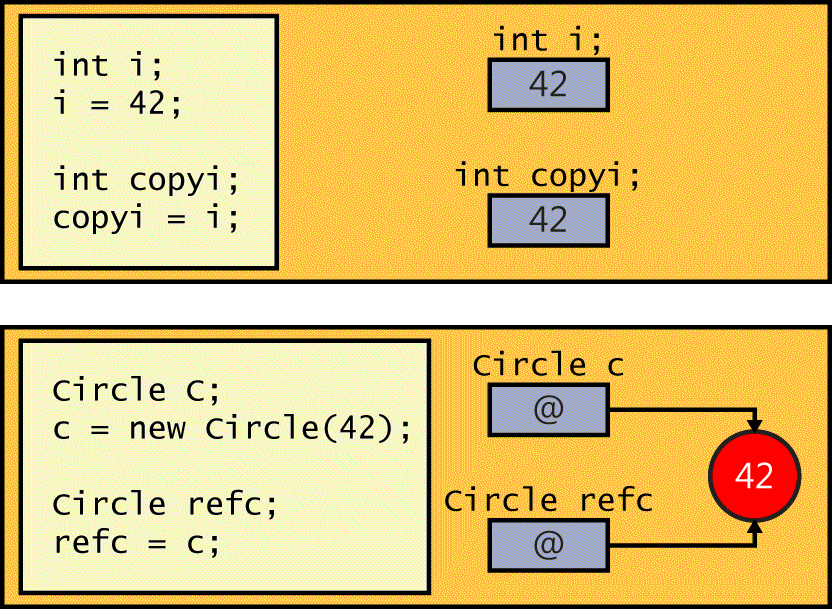 int i;
i = 42;
int copyi;
copyi = i;
int i;
42
int copyi;
42
Circle C;
c = new Circle(42);
Circle refc;
refc = c;
Circle c
@
Circle refc
@
42